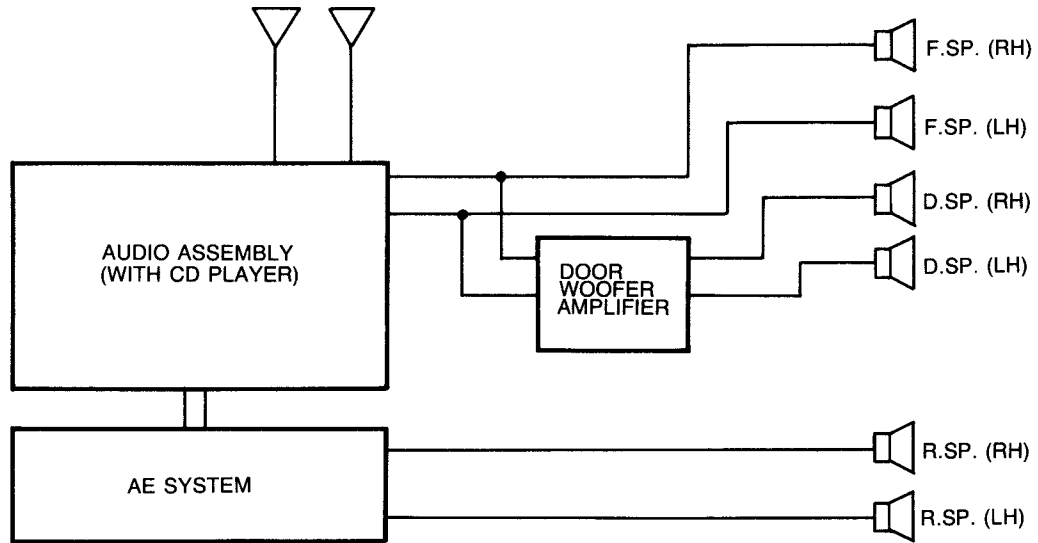 F.SP. (RH)
F.SP. (LH)
D.SP. (RH)
D.SP. (LH)
AUDIO ASSEMBLY
(WITH CD PLAYER)
DOOR
WOOFER
AMPLIFIER
AE SYSTEM
R.SP. (RH)
R.SP. (LH)